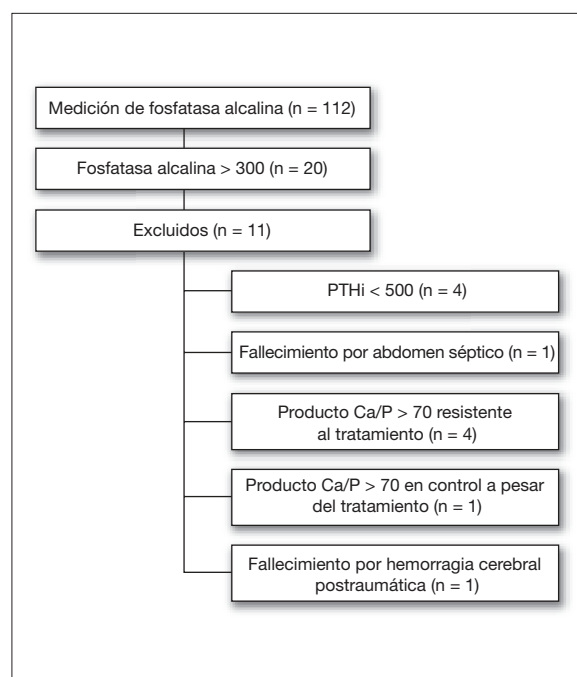 Medición de fosfatasa alcalina (n = 112)
Fosfatasa alcalina > 300 (n = 20)
Excluidos (n = 11)
PTHi < 500 (n = 4)
Fallecimiento por abdomen séptico (n = 1)
Producto Ca/P > 70 resistente
al tratamiento (n = 4)
Producto Ca/P > 70 en control a pesar
del tratamiento (n = 1)
Fallecimiento por hemorragia cerebral
postraumática (n = 1)